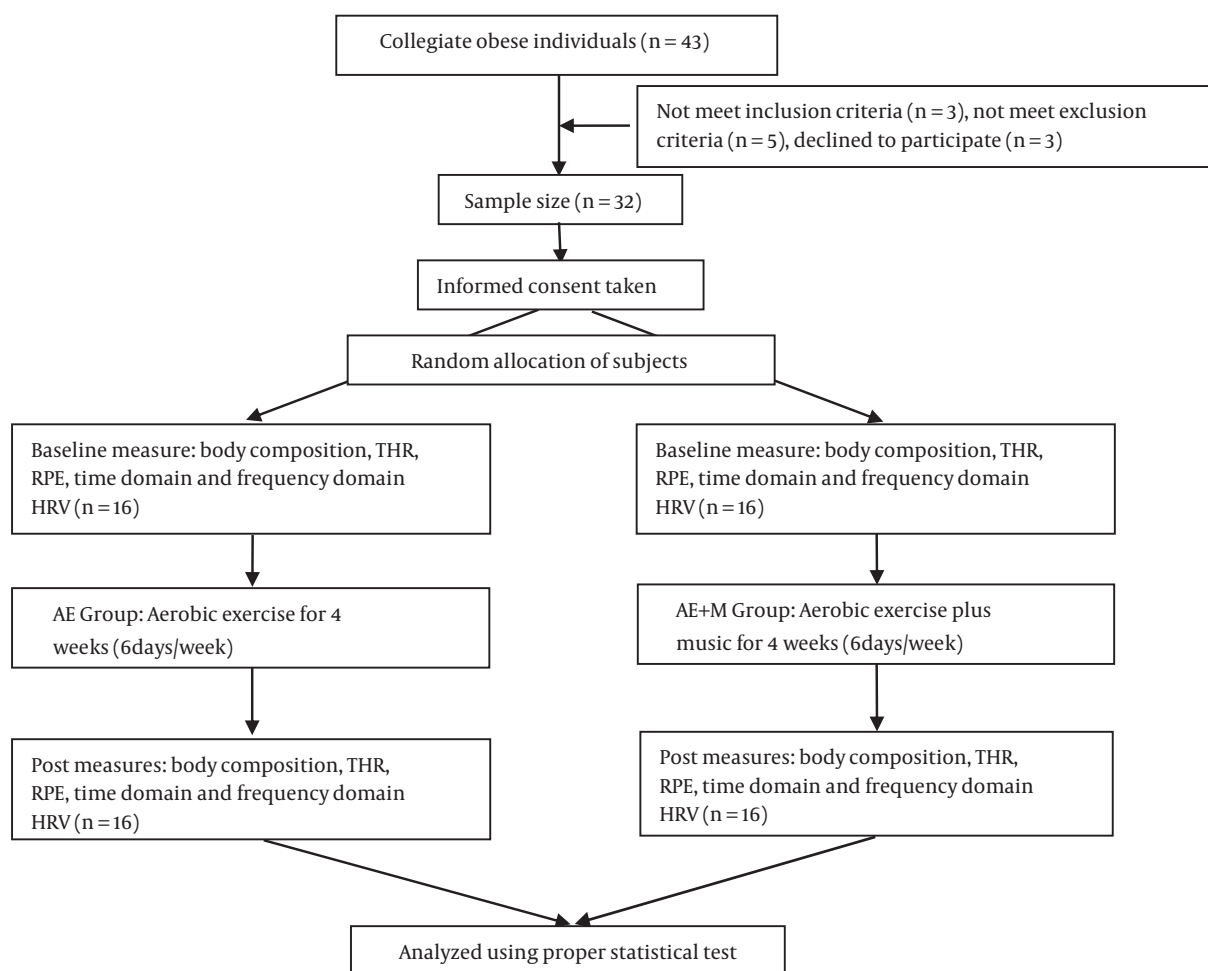 Collegiate obese individuals (n = 43)
Not meet inclusion criteria (n = 3), not meet exclusion
criteria (n = 5), declined to participate (n = 3)
Sample size (n = 32)
Informed consent taken
Random allocation of subjects
Baseline measure: body composition, THR,
RPE, time domain and frequency domain
HRV (n = 16)
Baseline measure: body composition, THR,
RPE, time domain and frequency domain
HRV (n = 16)
AE Group: Aerobic exercise for 4
weeks (6days/week)
AE+M Group: Aerobic exercise plus
music for 4 weeks (6days/week)
Post measures: body composition, THR,
RPE, time domain and frequency domain
HRV (n = 16)
Post measures: body composition, THR,
RPE, time domain and frequency domain
HRV (n = 16)
Analyzed using proper statistical test